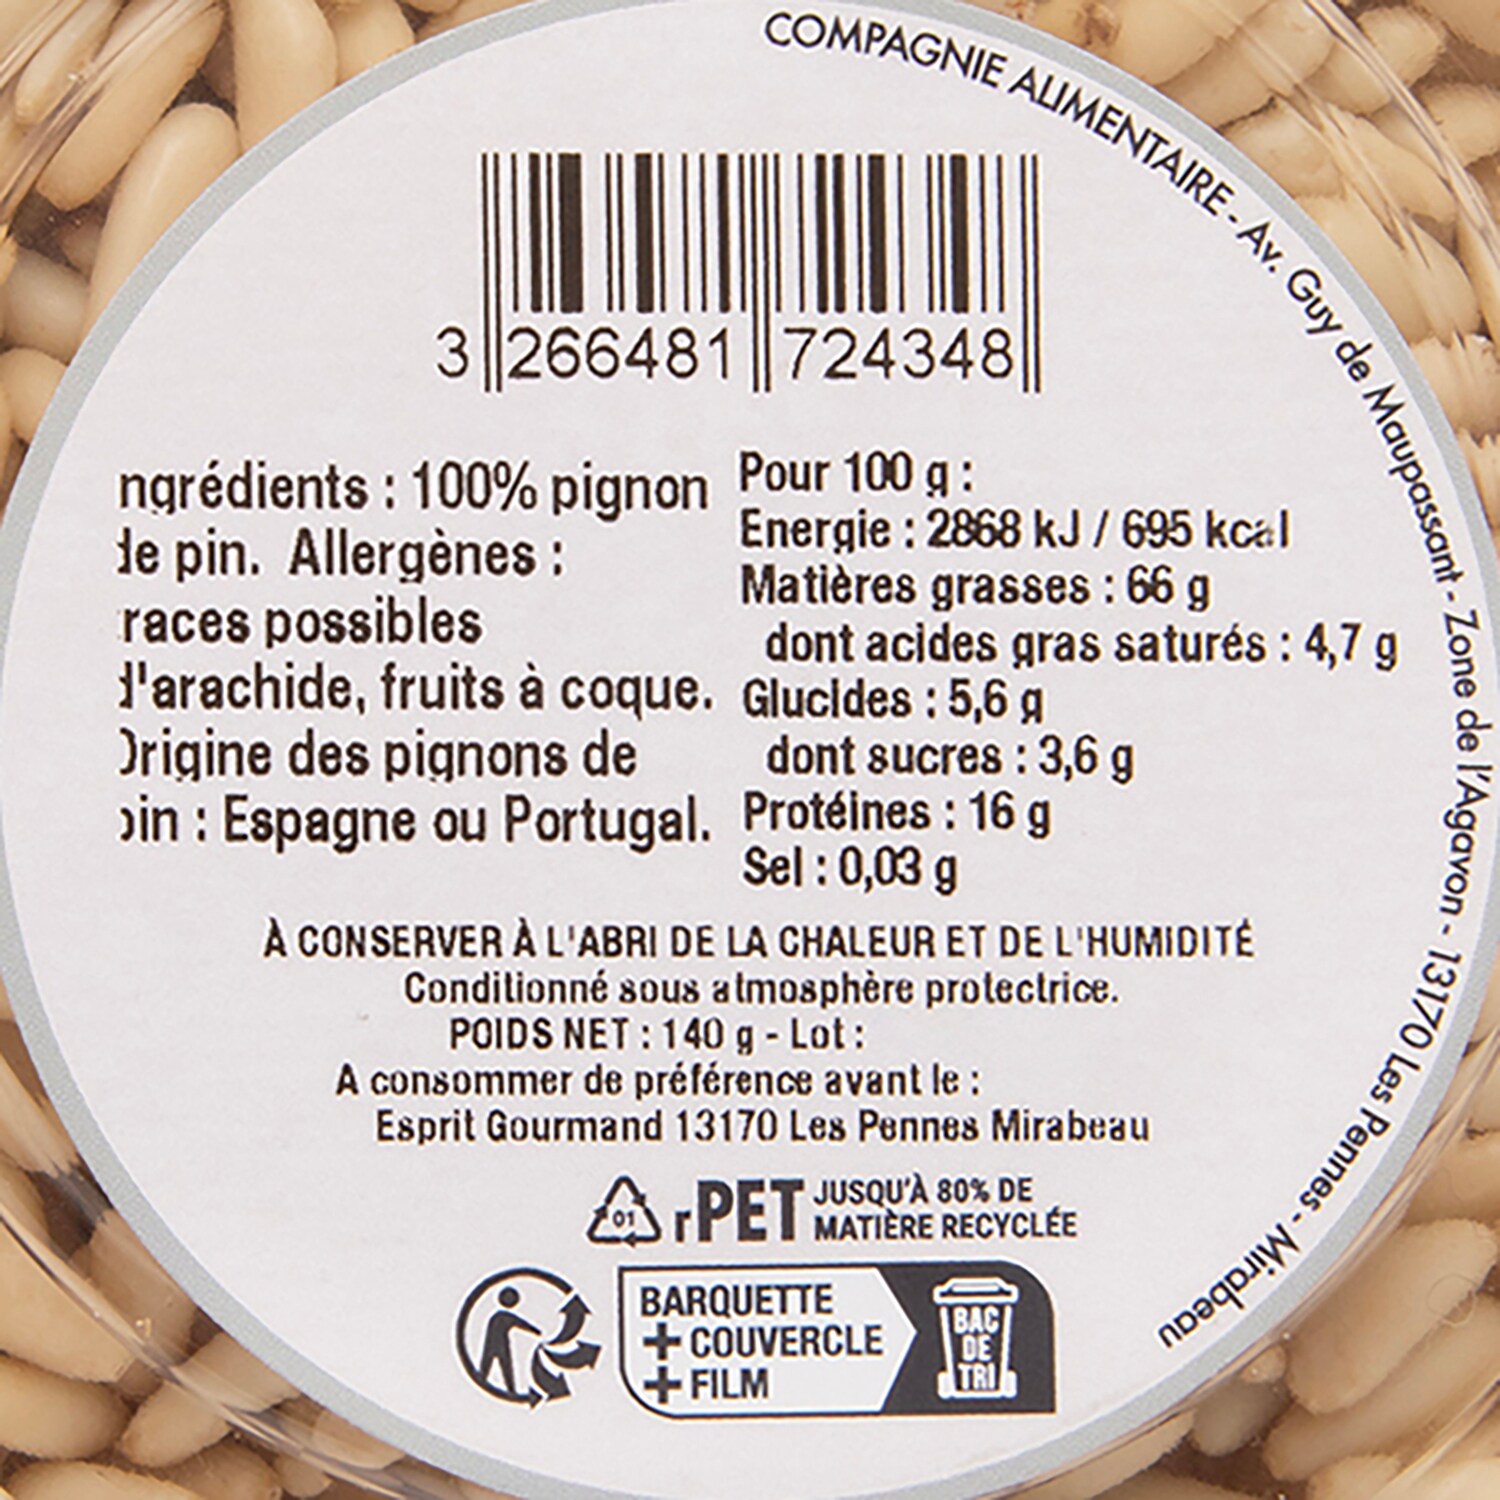 COMPAGNIE ALIMENTAIRE - Av. Guy de Maupassant - Zone de l'Agavon - 13170 Les Pennes - Mirabeau
3 266481 724348
ngrédients : 100% pignon
de pin. Allergènes :
races possibles
d'arachide, fruits à coque.
Origine des pignons de
pin : Espagne ou Portugal.
Pour 100 g :
Energie : 2868 kJ / 695 kcal
Matières grasses : 66 g
dont acides gras saturés : 4,7 g
Glucides : 5,6 g
dont sucres : 3,6 g
Protéines : 16 g
Sel : 0,03 g
À CONSERVER À L'ABRI DE LA CHALEUR ET DE L'HUMIDITÉ
Conditionné sous atmosphère protectrice.
POIDS NET : 140 g - Lot :
A consommer de préférence avant le :
Esprit Gourmand 13170 Les Pennes Mirabeau
01 rPET JUSQU'À 80% DE
MATIÈRE RECYCLÉE
BARQUETTE
+ COUVERCLE
+ FILM
BAC
DE
TRI